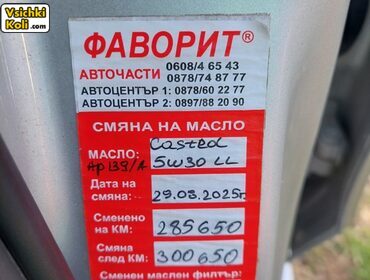 Vsichki
Koli.com
ФАВОРИТ®
АВТОЧАСТИ 0608/4 65 43
0878/74 87 77
АВТОЦЕНТЪР 1: 0878/60 22 77
АВТОЦЕНТЪР 2: 0897/88 20 90
СМЯНА НА МАСЛО
Castrol
МАСЛО: 5W30 LL
Дата на
смяна: 29.03.2025г.
Сменено
на КМ: 285650
Смяна
след КМ: 300650
Сменен маслен филтър: